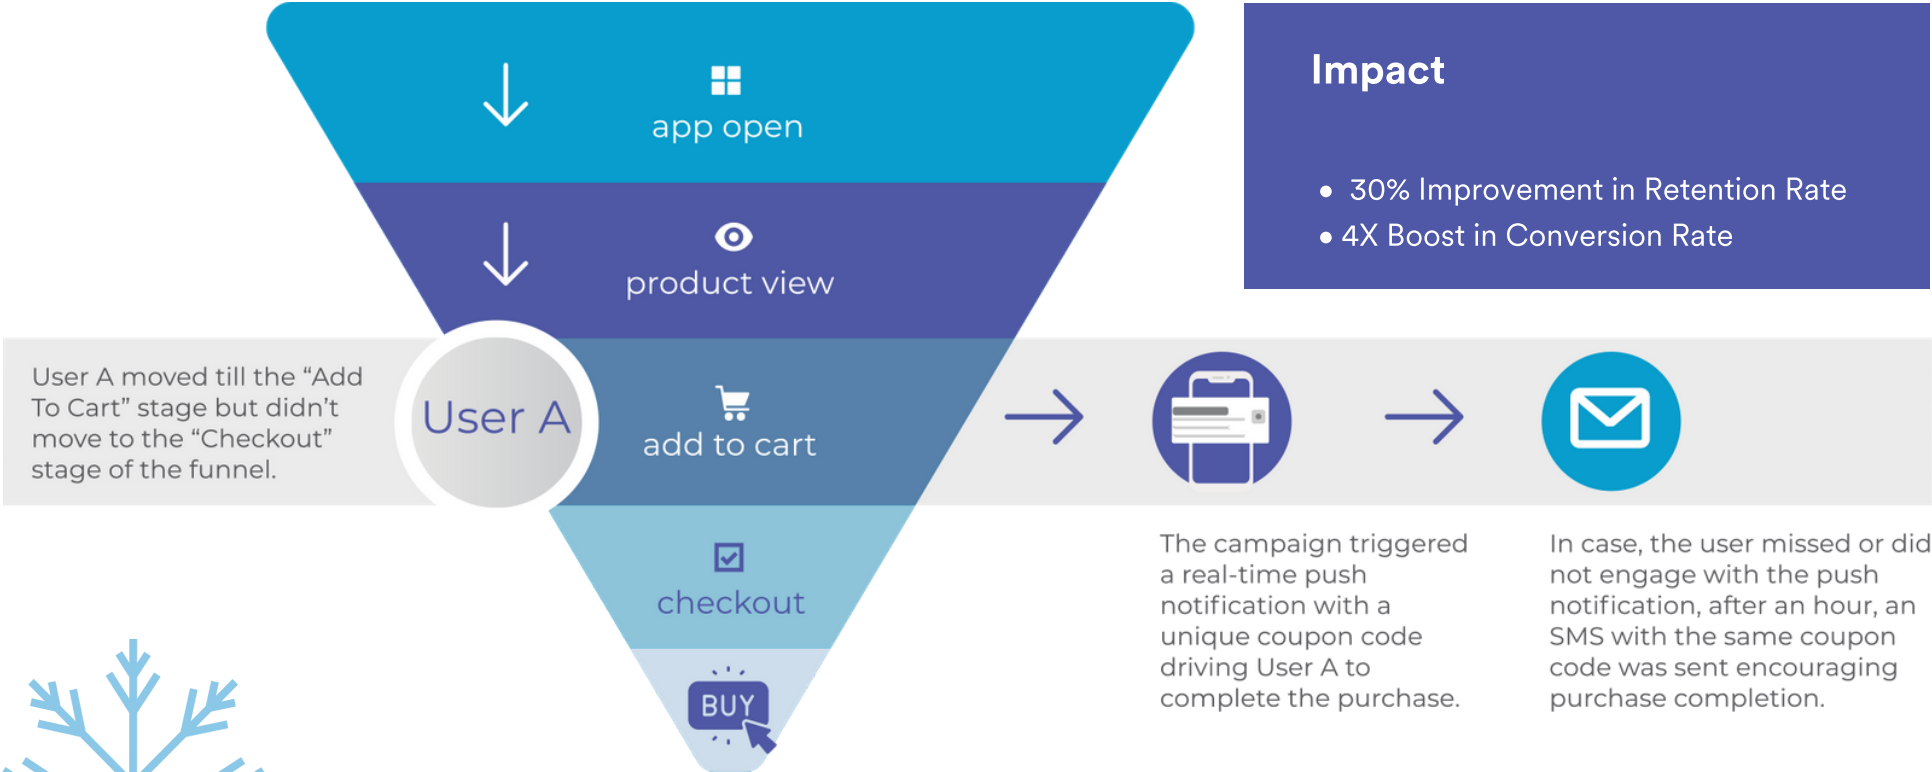 app open
product view
User A moved till the “Add
To Cart” stage but didn’t
move to the “Checkout”
stage of the funnel.
User A
add to cart
checkout
BUY
Impact
• 30% Improvement in Retention Rate
• 4X Boost in Conversion Rate
The campaign triggered
a real-time push
notification with a
unique coupon code
driving User A to
complete the purchase.
In case, the user missed or did
not engage with the push
notification, after an hour, an
SMS with the same coupon
code was sent encouraging
purchase completion.